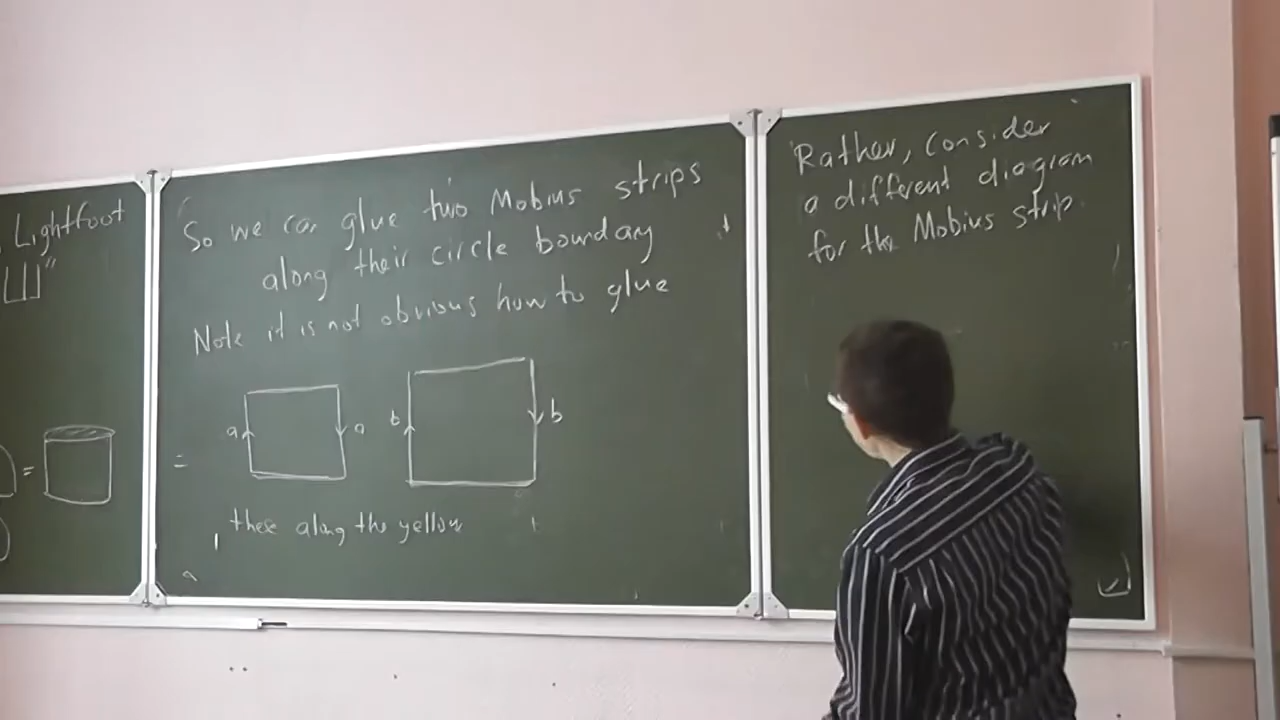 Lightfoot
Ш"
=
So we can glue two Mobius strips
along their circle boundary
Note it is not obvious how to glue
= a a b b
these along the yellow
Rather, consider
a different diagram
for the Mobius strip.